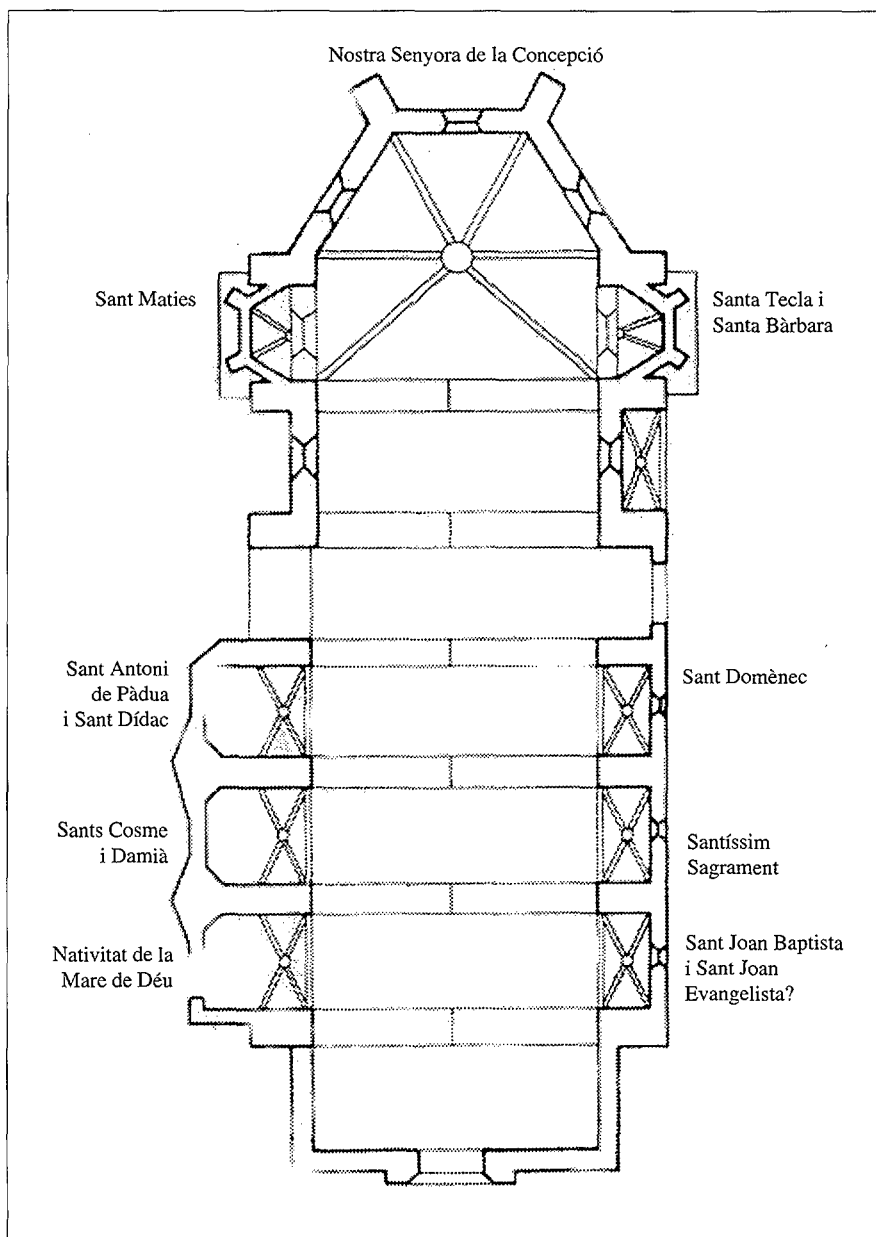 Nostra Senyora de la Concepció
Sant Maties
Santa Tecla i
Santa Bàrbara
Sant Antoni
de Pàdua
i Sant Dídac
Sant Domènec
Sants Cosme
i Damià
Santíssim
Sagrament
Nativitat de la
Mare de Déu
Sant Joan Baptista
i Sant Joan
Evangelista?